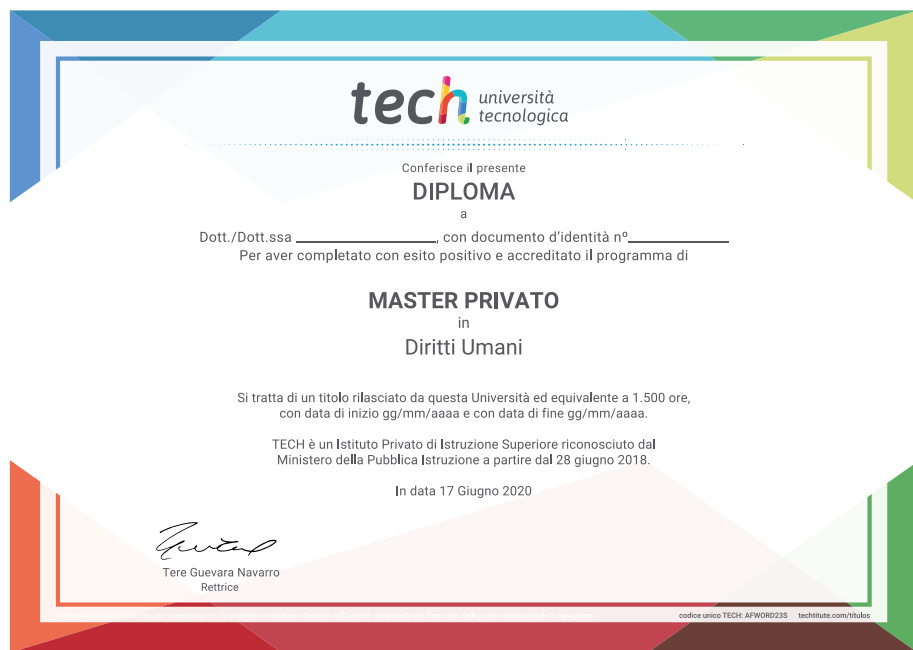 tech università
tecnologica
Conferisce il presente
DIPLOMA
a
Dott./Dott.ssa , con documento d'identità nº
Per aver completato con esito positivo e accreditato il programma di
MASTER PRIVATO
in
Diritti Umani
Si tratta di un titolo rilasciato da questa Università ed equivalente a 1.500 ore,
con data di inizio gg/mm/aaaa e con data di fine gg/mm/aaaa.
TECH è un Istituto Privato di Istruzione Superiore riconosciuto dal
Ministero della Pubblica Istruzione a partire dal 28 giugno 2018.
In data 17 Giugno 2020
Tere Guevara Navarro
Rettrice
codice unico TECH: AFWORD23S techtitute.com/titulos